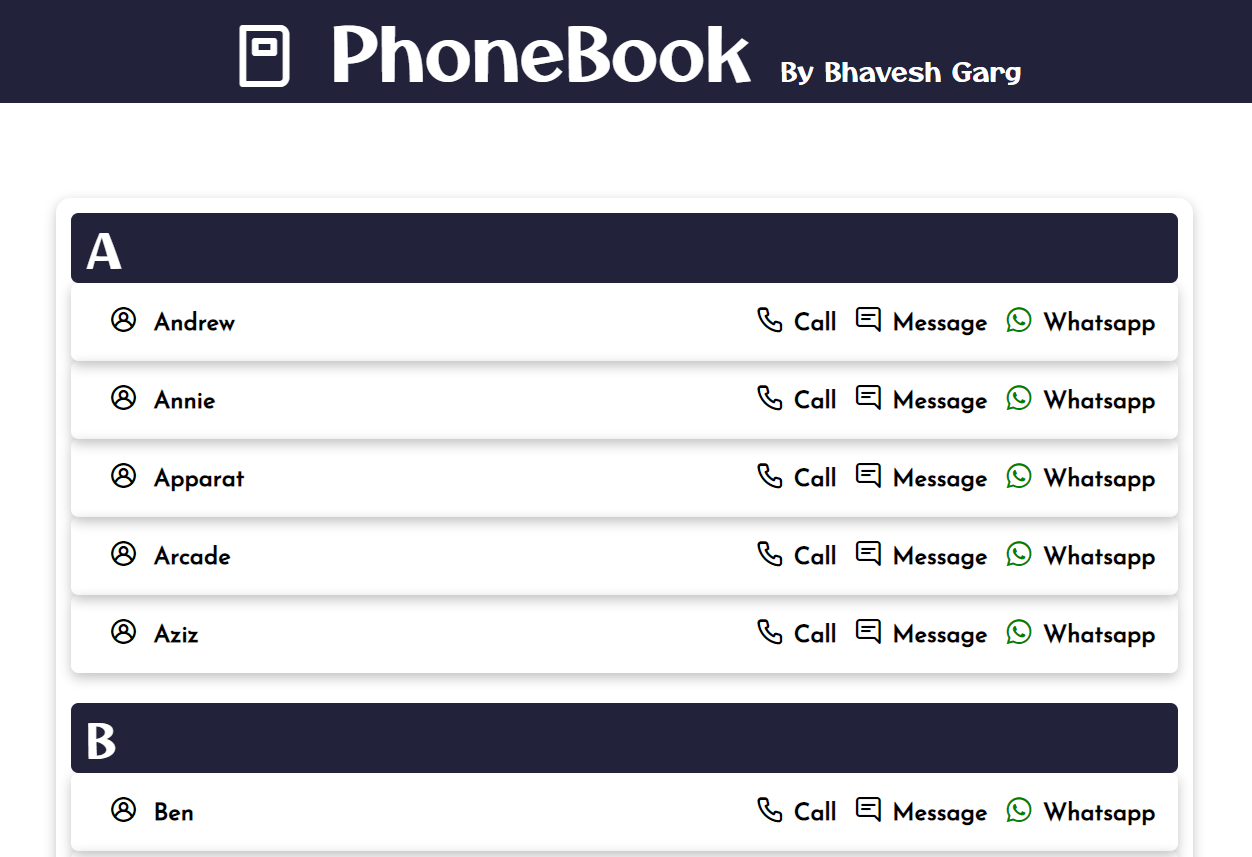 PhoneBook By Bhavesh Garg
A
Andrew Call Message Whatsapp
Annie Call Message Whatsapp
Apparat Call Message Whatsapp
Arcade Call Message Whatsapp
Aziz Call Message Whatsapp
B
Ben Call Message Whatsapp